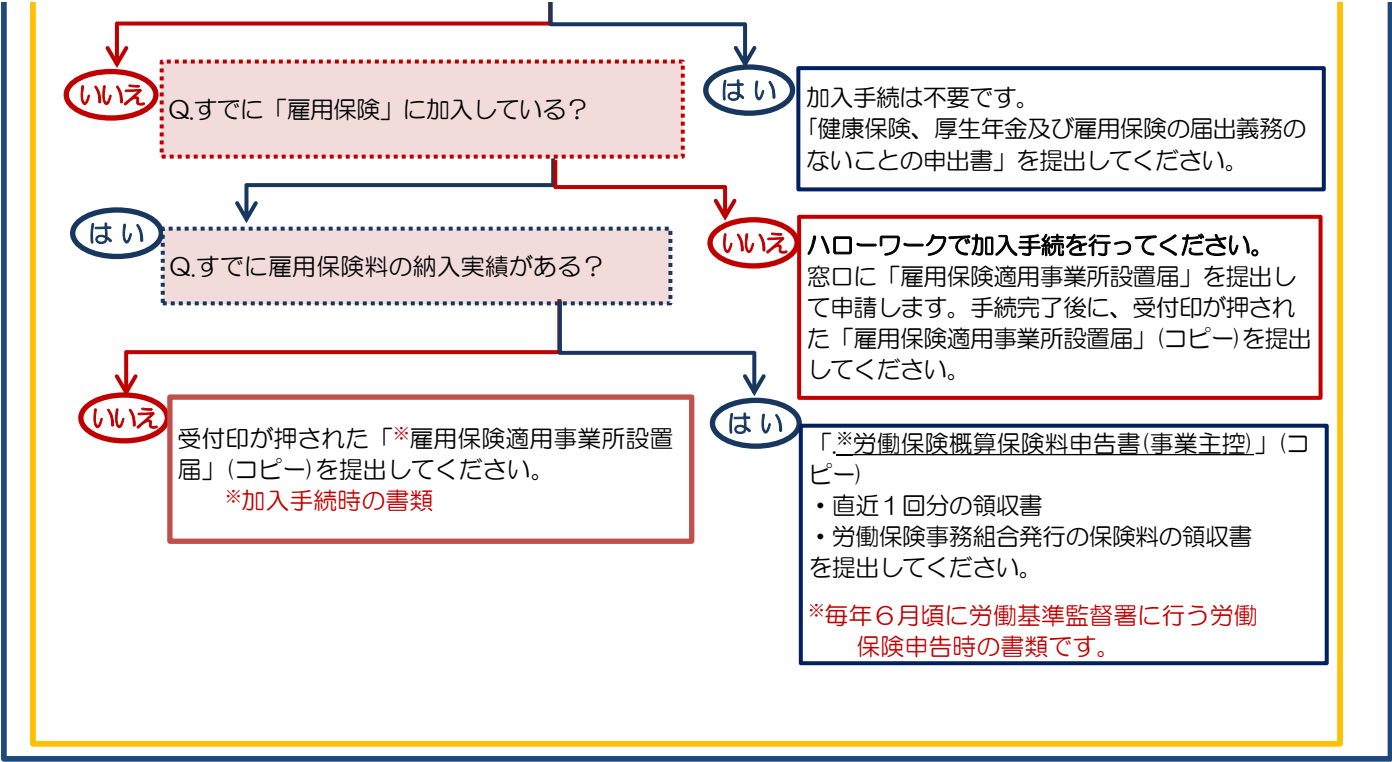 いいえ
Q.すでに「雇用保険」に加入している？
はい
加入手続は不要です。
「健康保険、厚生年金及び雇用保険の届出義務の
ないことの申出書」を提出してください。
はい
Q.すでに雇用保険料の納入実績がある？
いいえ
ハローワークで加入手続を行ってください。
窓口に「雇用保険適用事業所設置届」を提出し
て申請します。手続完了後に、受付印が押され
た「雇用保険適用事業所設置届」(コピー)を提出
してください。
いいえ
受付印が押された「※雇用保険適用事業所設置
届」(コピー)を提出してください。
※加入手続時の書類
はい
「.※労働保険概算保険料申告書(事業主控)」(コ
ピー)
・直近１回分の領収書
・労働保険事務組合発行の保険料の領収書
を提出してください。
※毎年６月頃に労働基準監督署に行う労働
保険申告時の書類です。